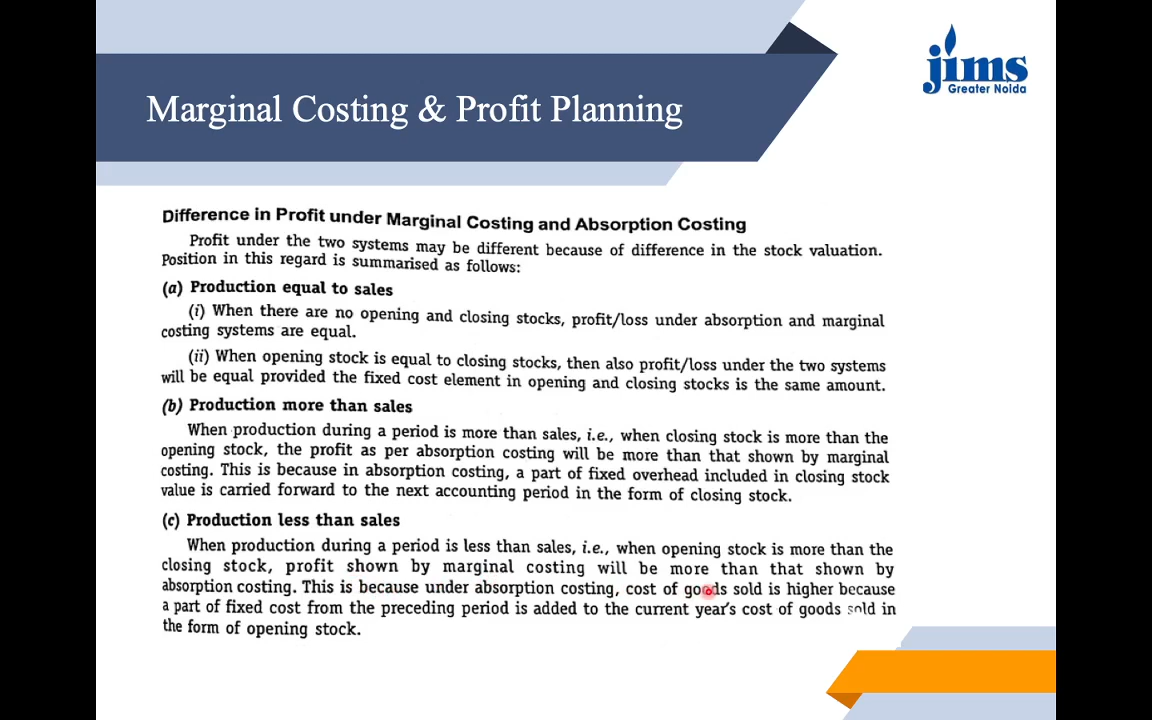 jims
Greater Noida
Marginal Costing & Profit Planning
Difference in Profit under Marginal Costing and Absorption Costing
Profit under the two systems may be different because of difference in the stock valuation.
Position in this regard is summarised as follows:
(a) Production equal to sales
(i) When there are no opening and closing stocks, profit/loss under absorption and marginal
costing systems are equal.
(ii) When opening stock is equal to closing stocks, then also profit/loss under the two systems
will be equal provided the fixed cost element in opening and closing stocks is the same amount.
(b) Production more than sales
When production during a period is more than sales, i.e., when closing stock is more than the
opening stock, the profit as per absorption costing will be more than that shown by marginal
costing. This is because in absorption costing, a part of fixed overhead included in closing stock
value is carried forward to the next accounting period in the form of closing stock.
(c) Production less than sales
When production during a period is less than sales, i.e., when opening stock is more than the
closing stock, profit shown by marginal costing will be more than that shown by
absorption costing. This is because under absorption costing, cost of goods sold is higher because
a part of fixed cost from the preceding period is added to the current year's cost of goods sold in
the form of opening stock.